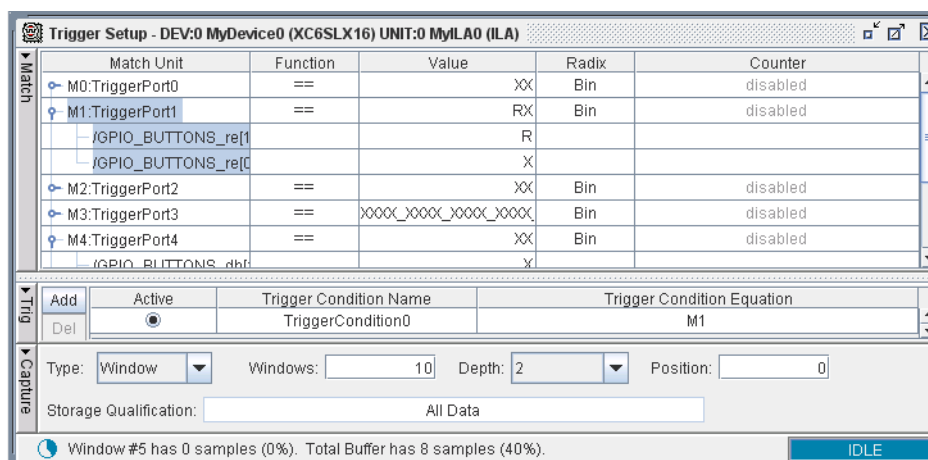 Trigger Setup - DEV:0 MyDevice0 (XC6SLX16) UNIT:0 MyILA0 (ILA)
Match
Match Unit Function Value Radix Counter
M0:TriggerPort0 == XX Bin disabled
M1:TriggerPort1 == RX Bin disabled
/GPIO_BUTTONS_re[1 R
/GPIO_BUTTONS_re[0 X
M2:TriggerPort2 == XX Bin disabled
M3:TriggerPort3 == XXXX_XXXX_XXXX_XXXX_ Bin disabled
M4:TriggerPort4 == XX Bin disabled
/GPIO_BUTTONS_db[ X
Trig
Add Active Trigger Condition Name Trigger Condition Equation
Del TriggerCondition0 M1
Capture
Type: Window Windows: 10 Depth: 2 Position: 0
Storage Qualification: All Data
Window #5 has 0 samples (0%). Total Buffer has 8 samples (40%). IDLE